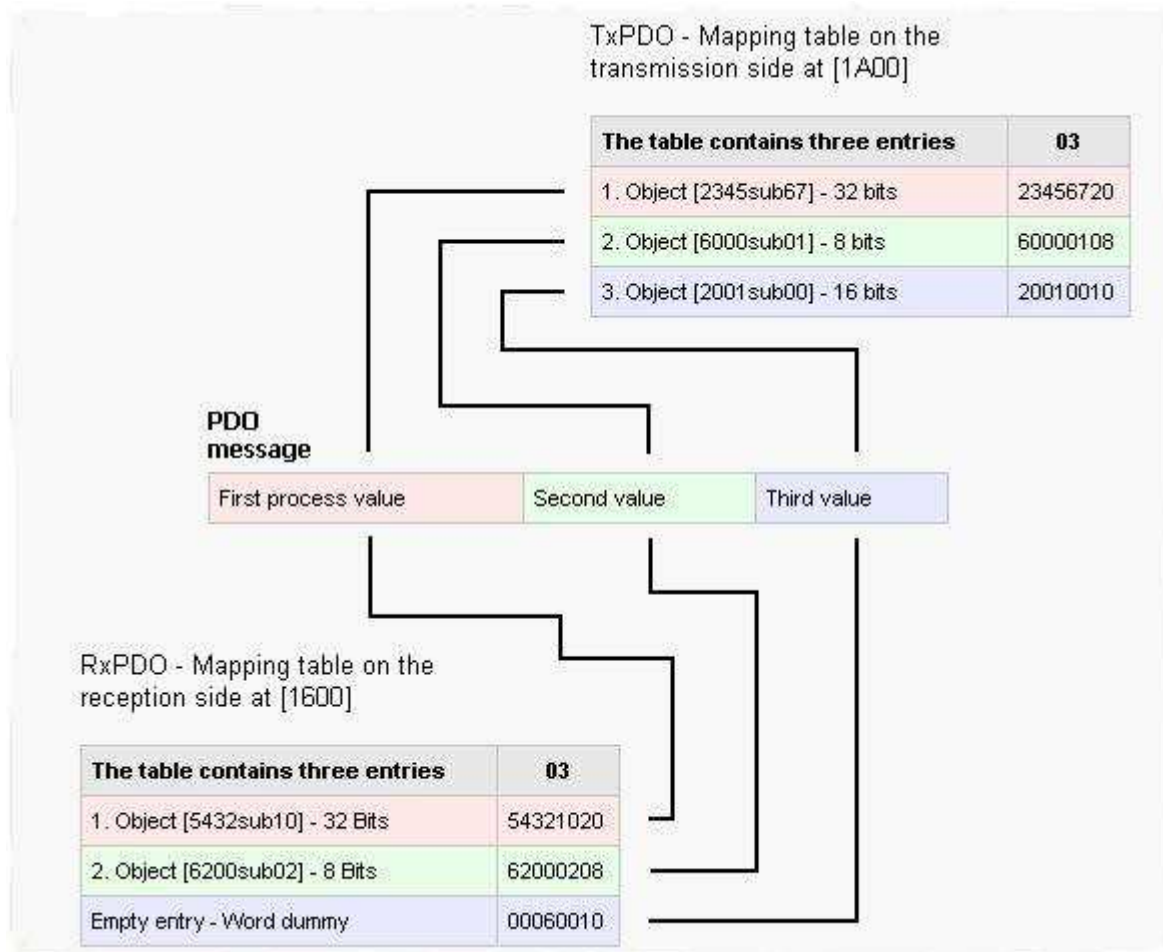 TxPDO - Mapping table on the
transmission side at [1A00]
The table contains three entries 03
1. Object [2345sub67] - 32 bits 23456720
2. Object [6000sub01] - 8 bits 60000108
3. Object [2001sub00] - 16 bits 20010010
PDO
message
First process value Second value Third value
RxPDO - Mapping table on the
reception side at [1600]
The table contains three entries 03
1. Object [5432sub10] - 32 Bits 54321020
2. Object [6200sub02] - 8 Bits 62000208
Empty entry - Word dummy 00060010